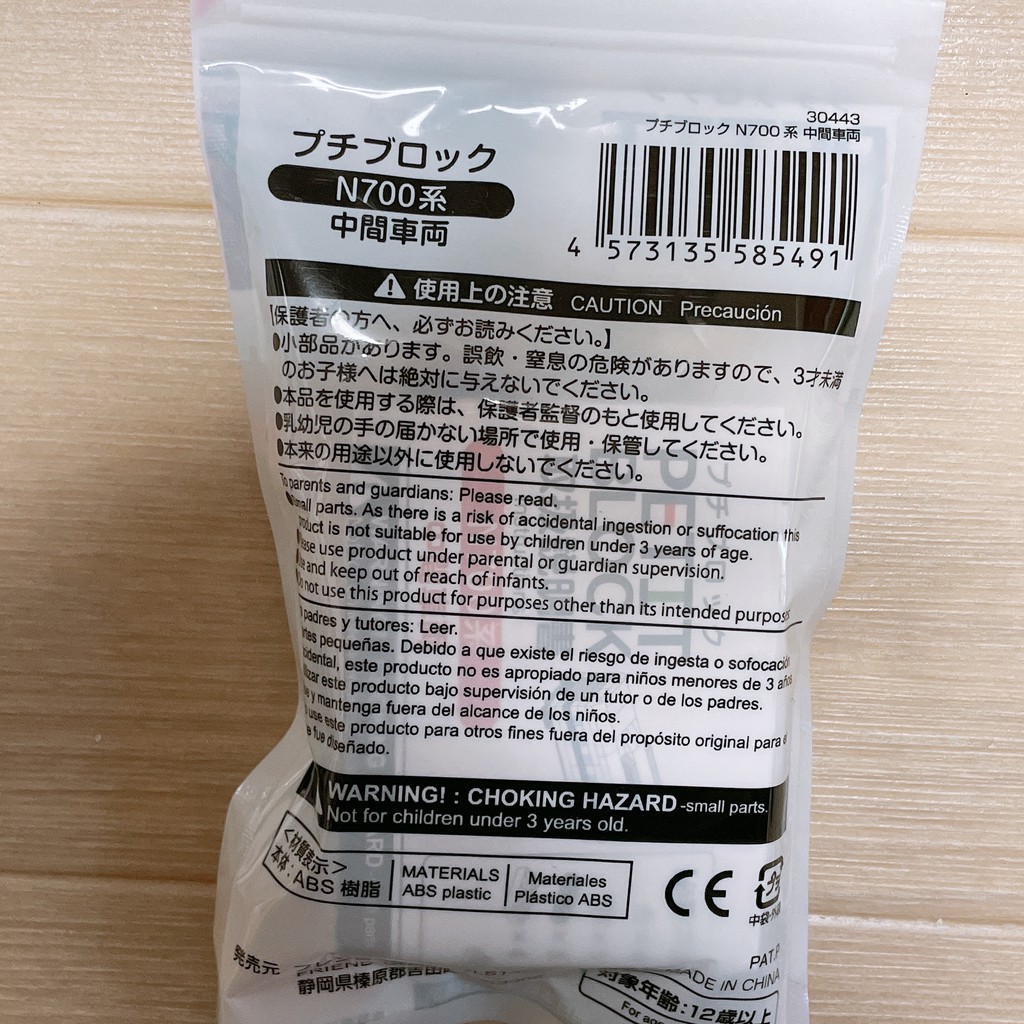 30443
プチブロック N700系 中間車両
プチブロック
N700系
中間車両
4 573135 585491
使用上の注意 CAUTION Precaución
【保護者の方へ、必ずお読みください。】
●小部品があります。誤飲・窒息の危険がありますので、3才未満
のお子様へは絶対に与えないでください。
●本品を使用する際は、保護者監督のもと使用してください。
●乳幼児の手の届かない場所で使用・保管してください。
●本来の用途以外に使用しないでください。
To parents and guardians: Please read.
parts. As there is a risk of accidental ingestion or suffocation, this
is not suitable for use by children under 3 years of age.
use product under parental or guardian supervision.
and keep out of reach of infants.
not use this product for purposes other than its intended purpos
padres y tutores: Leer.
pequeñas. Debido a que existe el riesgo de ingesta o sofocació
este producto no es apropiado para niños menores de 3 años
este producto bajo supervisión de un tutor o de los padres.
y mantenga fuera del alcance de los niños.
use este producto para otros fines fuera del propósito original para
fue diseñado.
WARNING! : CHOKING HAZARD -small parts.
Not for children under 3 years old.
<材質表示>
本体：ABS 樹脂
MATERIALS
ABS plastic
Materiales
Plástico ABS
CE
プラ
PAT.P
MADE IN CHINA
発売元
静岡県榛原郡吉田
対象年齢：12歳以上